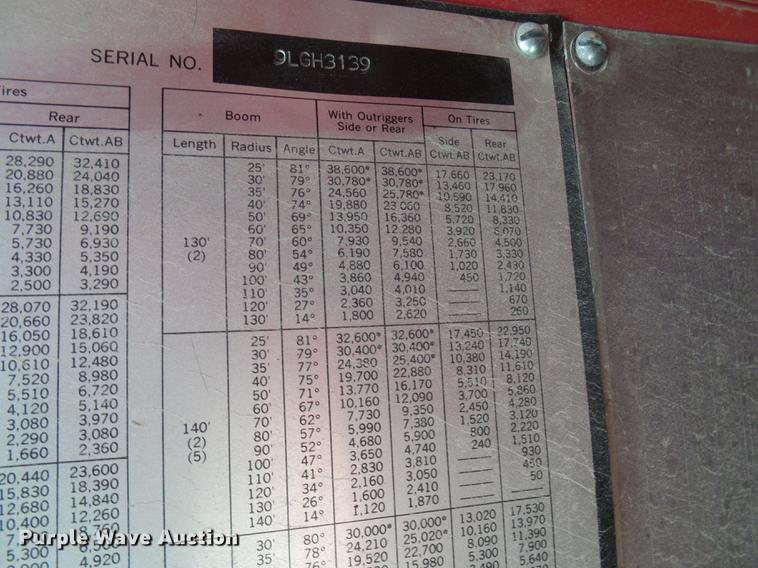 SERIAL NO. 9LGH3139
ires
Rear
Ctwt.A Ctwt.AB
28,290 32,410
20,880 24,040
16,260 18,830
13,110 15,270
10,830 12,690
7,730 9,190
5,730 6,930
4,330 5,350
3,300 4,190
2,500 3,290
28,070 32,190
20,660 23,820
16,050 18,610
12,900 15,060
10,610 12,480
7,520 8,980
5,510 6,720
4,120 5,140
3,080 3,970
2,290 3,080
1,660 2,360
20,440 23,600
15,830 18,390
12,680 14,840
10,400 12,260
5,300
4,920
Boom With Outriggers On Tires
Side or Rear
Length Radius Angle Ctwt.A Ctwt.AB Side Ctwt.AB Rear Ctwt.AB
25' 81° 38,600* 38,600* 17,660 23,170
30' 79° 30,780* 30,780* 13,460 17,960
35' 76° 24,560 25,780* 10,590 14,410
40' 74° 19,880 23,060 8,520 11,830
50' 69° 13,950 16,360 5,720 8,330
60' 65° 10,350 12,280 3,920 6,070
130' 70' 60° 7,930 9,540 2,660 4,500
(2) 80' 54° 6,190 7,580 1,730 3,330
90' 49° 4,880 6,100 1,020 2,430
100' 43° 3,860 4,940 450 1,720
110' 35° 3,040 4,010 —— 1,140
120' 27° 2,360 3,250 —— 670
130' 14° 1,800 2,620 —— 260
25' 81° 32,600* 32,600* 17,450 22,950
30' 79° 30,400* 30,400* 13,240 17,740
35' 77° 24,380 25,400* 10,380 14,190
40' 75° 19,700 22,880 8,310 11,610
50' 71° 13,770 16,170 5,510 8,120
60' 67° 10,160 12,090 3,700 5,860
70' 62° 7,730 9,350 2,450 4,280
140' 80' 57° 5,990 7,380 1,520 3,120
(2) 90' 52° 4,680 5,900 800 2,220
(5) 100' 47° 3,650 4,740 240 1,510
110' 41° 2,830 3,810 —— 930
120' 34° 2,160 3,050 —— 450
130' 26° 1,600 2,410 —— 50
140' 14° 1,120 1,870 —— ——
30' 80° 30,000* 30,000* 13,020 17,530
35' 78° 24,210 25,020* 10,160 13,970
76° 19,520 22,700 8,090 11,390
15,980 5,300 7,900
5,640
Purple Wave Auction